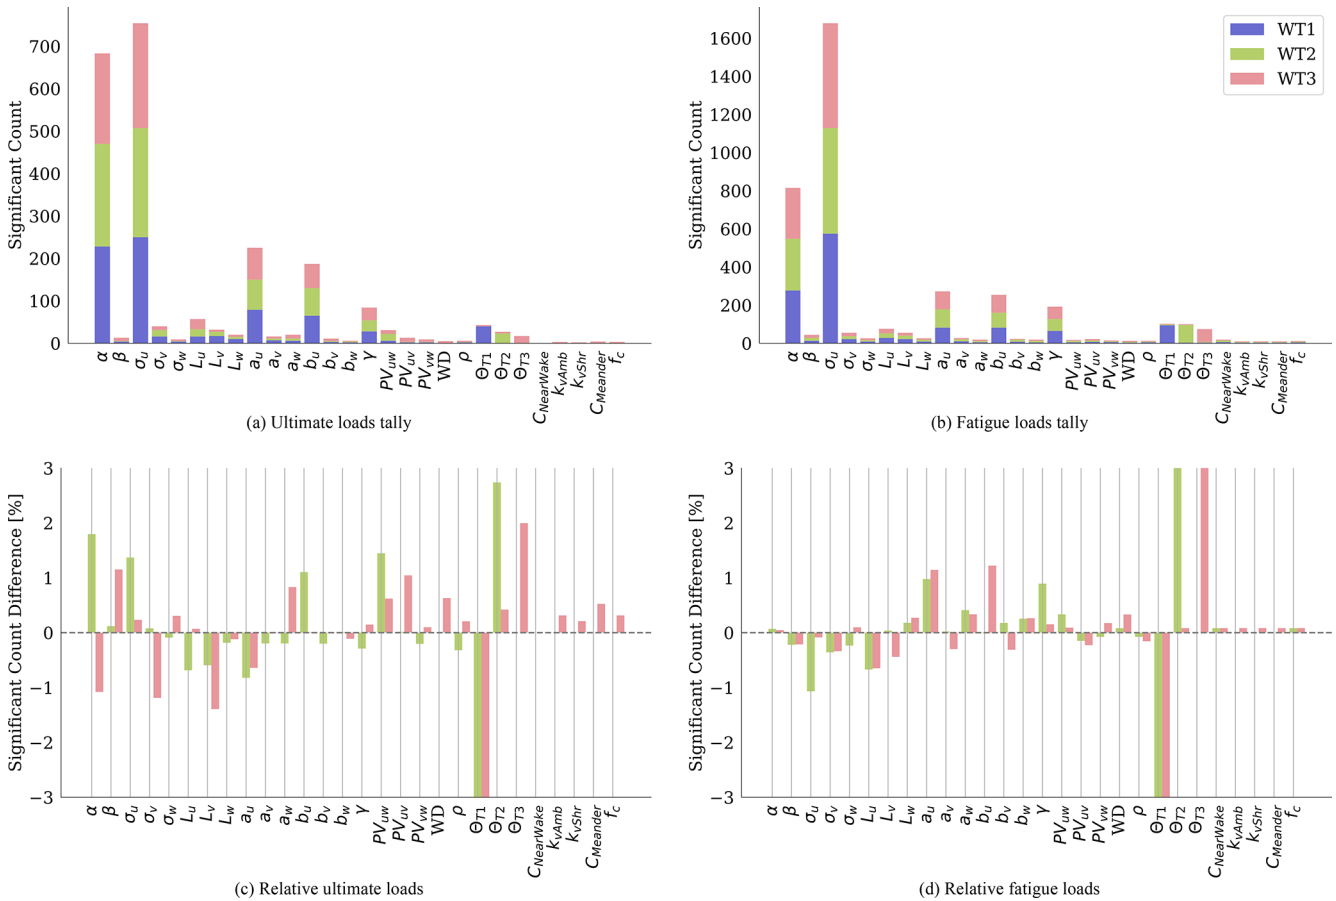 Significant Count
700
600
500
400
300
200
100
0
α β σu σv σw Lu Lv Lw au av aw bu bv bw γ PVuw PVuv PVvw WD ρ ΘT1 ΘT2 ΘT3 CNearWake kvAmb kvShr CMeander fc
(a) Ultimate loads tally
Significant Count
1600
1400
1200
1000
800
600
400
200
0
WT1
WT2
WT3
α β σu σv σw Lu Lv Lw au av aw bu bv bw γ PVuw PVuv PVvw WD ρ ΘT1 ΘT2 ΘT3 CNearWake kvAmb kvShr CMeander fc
(b) Fatigue loads tally
Significant Count Difference [%]
3
2
1
0
−1
−2
−3
α β σu σv σw Lu Lv Lw au av aw bu bv bw γ PVuw PVuv PVvw WD ρ ΘT1 ΘT2 ΘT3 CNearWake kvAmb kvShr CMeander fc
(c) Relative ultimate loads
Significant Count Difference [%]
3
2
1
0
−1
−2
−3
α β σu σv σw Lu Lv Lw au av aw bu bv bw γ PVuw PVuv PVvw WD ρ ΘT1 ΘT2 ΘT3 CNearWake kvAmb kvShr CMeander fc
(d) Relative fatigue loads